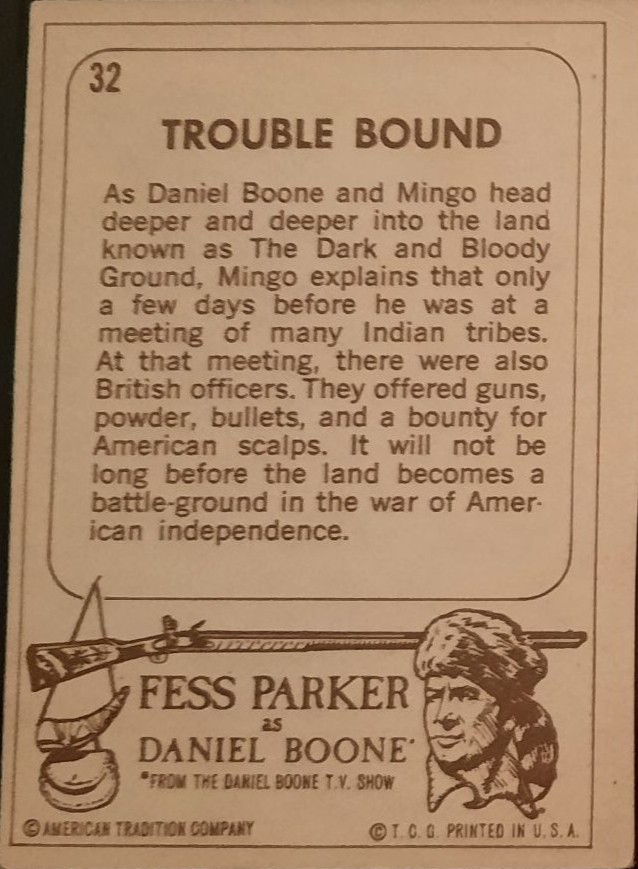 32
TROUBLE BOUND
As Daniel Boone and Mingo head
deeper and deeper into the land
known as The Dark and Bloody
Ground, Mingo explains that only
a few days before he was at a
meeting of many Indian tribes.
At that meeting, there were also
British officers. They offered guns,
powder, bullets, and a bounty for
American scalps. It will not be
long before the land becomes a
battle-ground in the war of Amer-
ican independence.
FESS PARKER
as
DANIEL BOONE*
*FROM THE DANIEL BOONE T.V. SHOW
© AMERICAN TRADITION COMPANY
© T. C. G. PRINTED IN U. S. A.